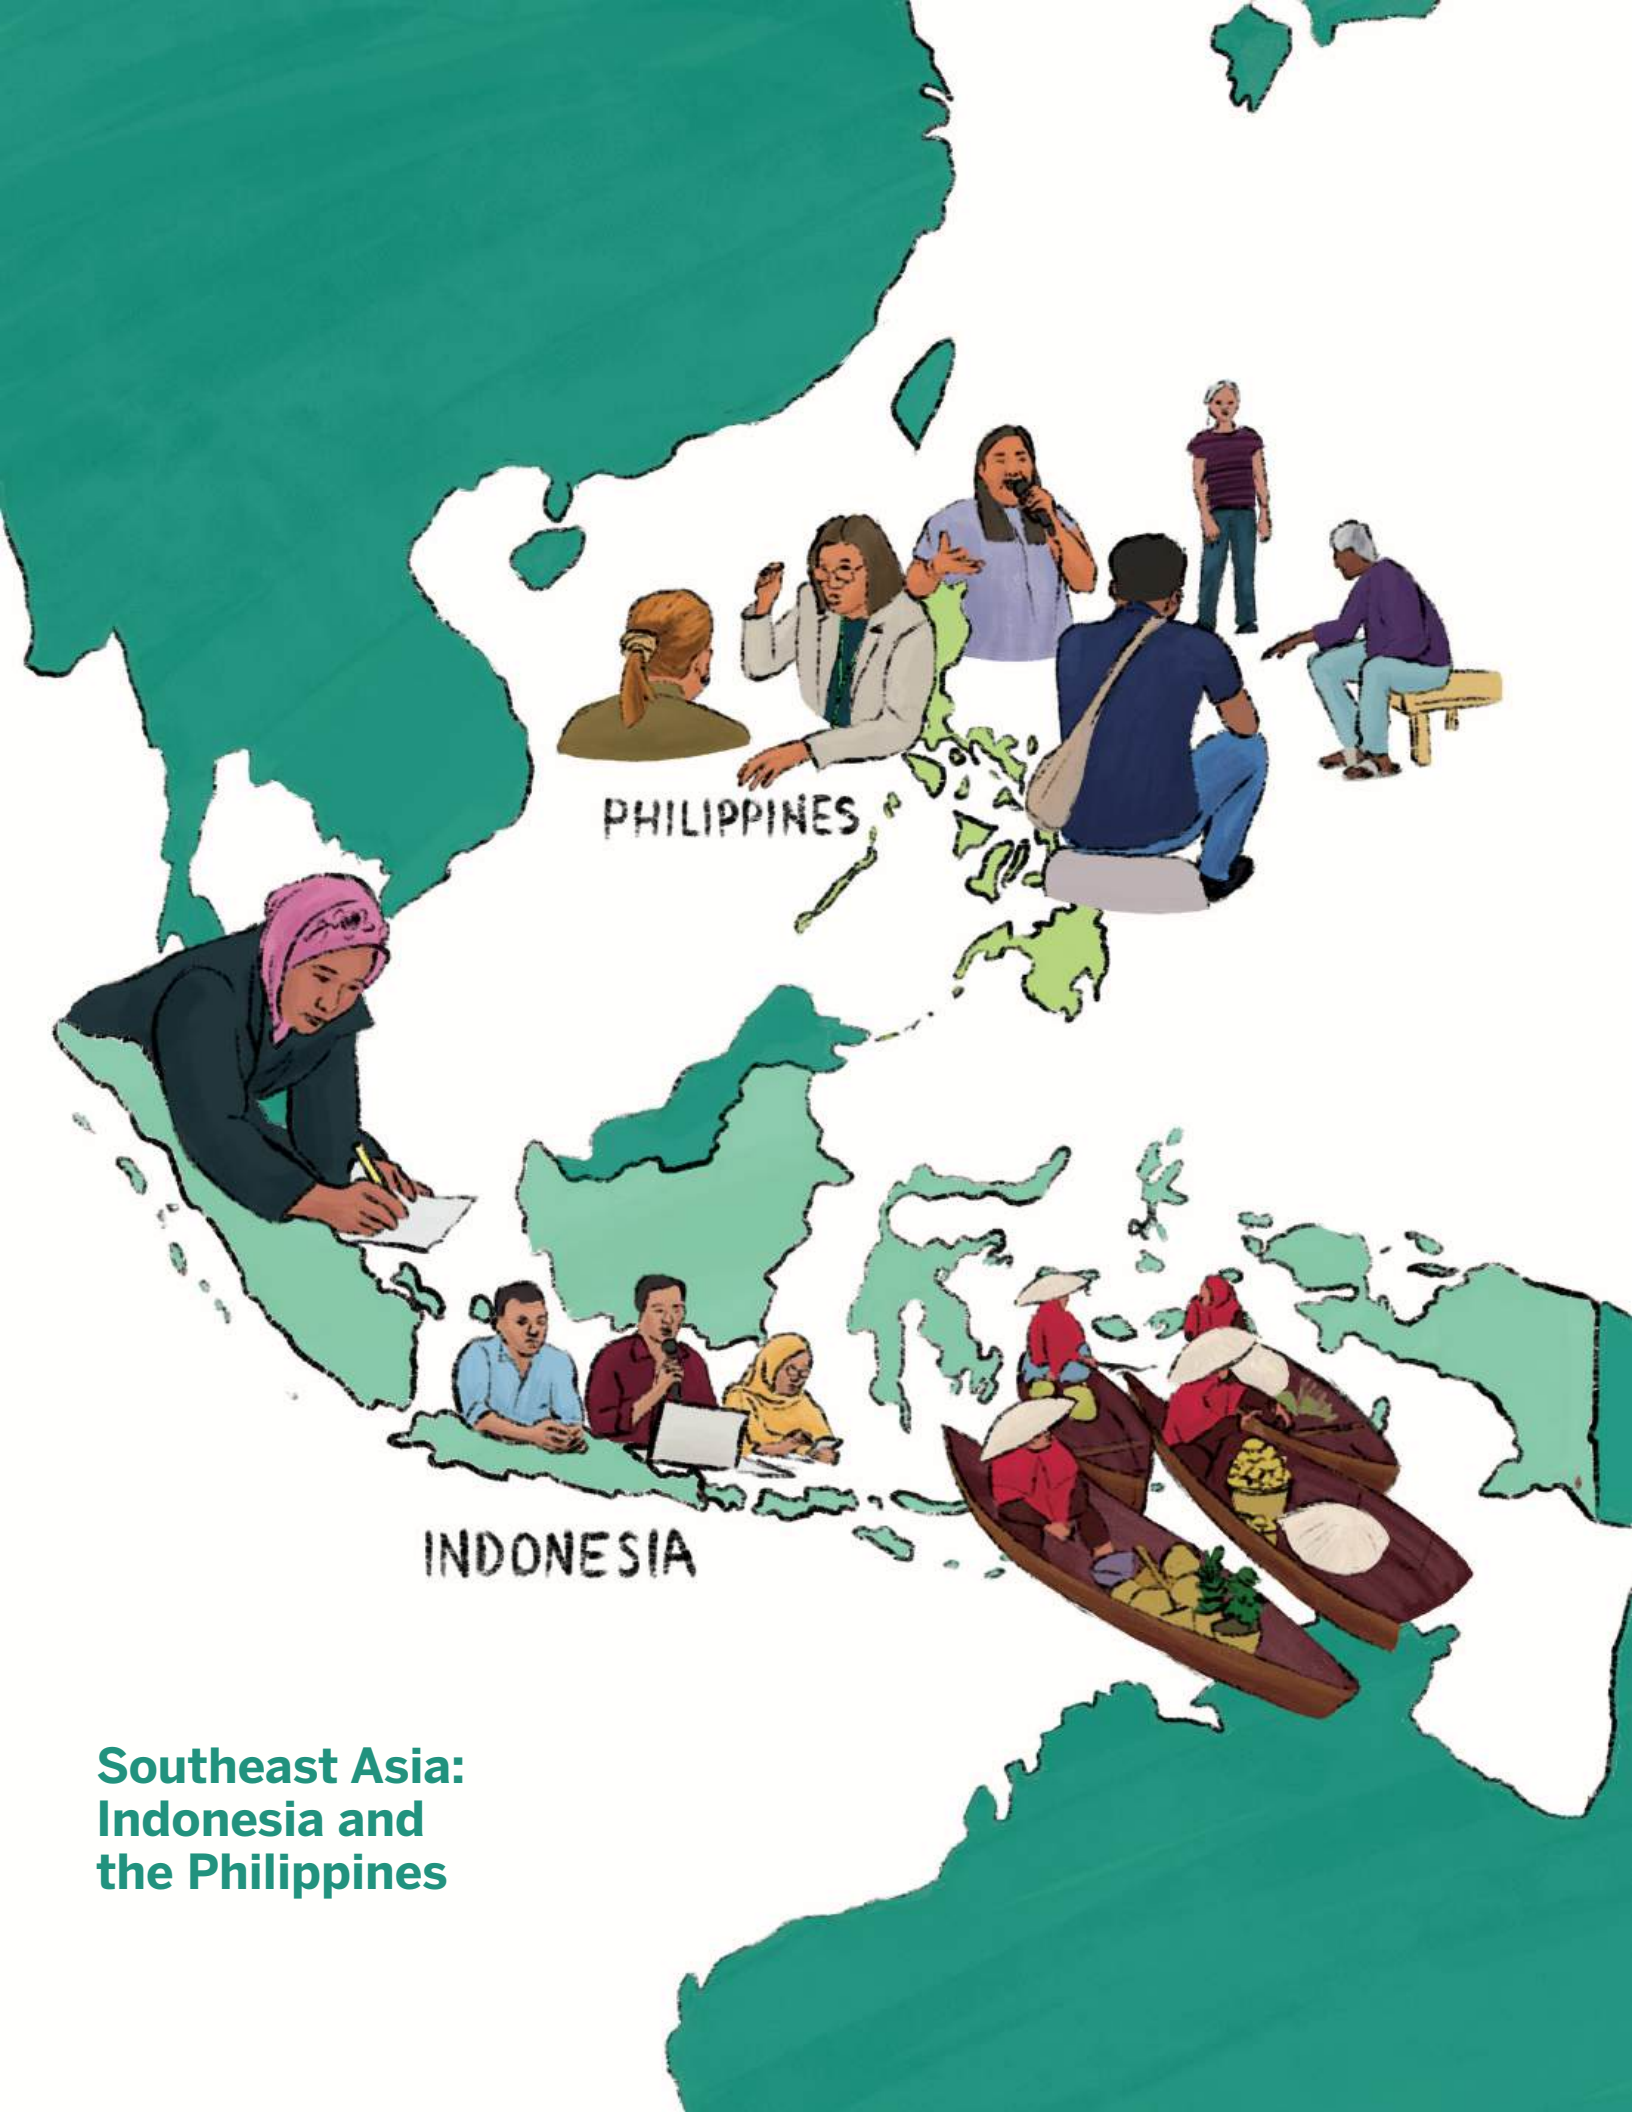 PHILIPPINES
INDONESIA
Southeast Asia:
Indonesia and
the Philippines